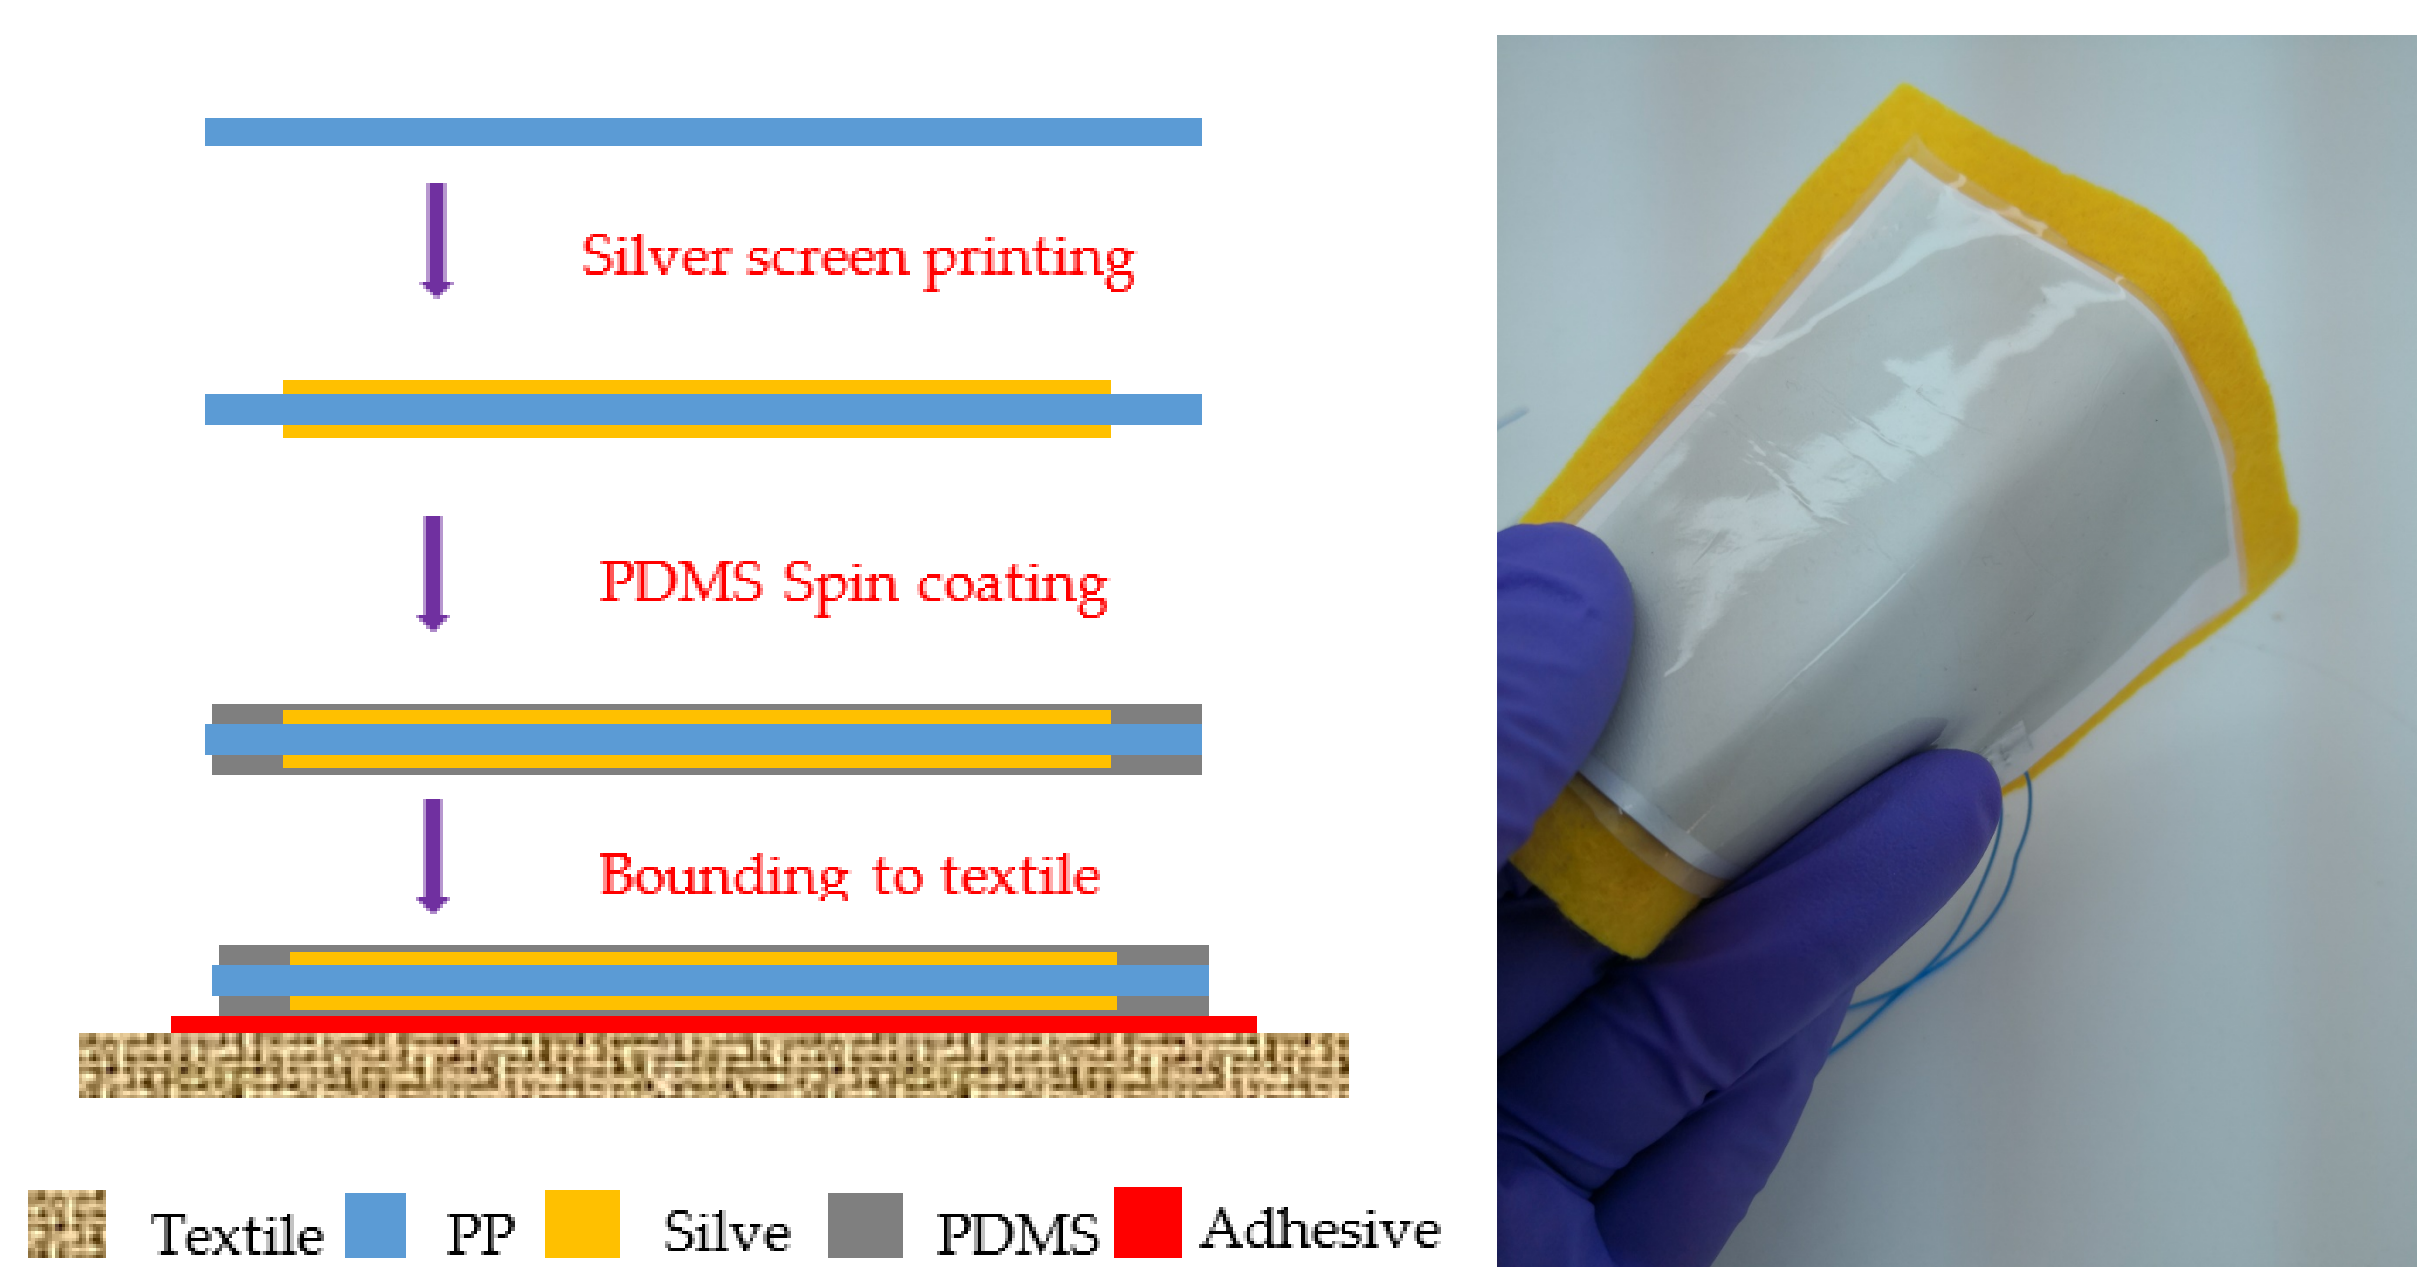 Silver screen printing
PDMS Spin coating
Bounding to textile
Textile PP Silve PDMS Adhesive